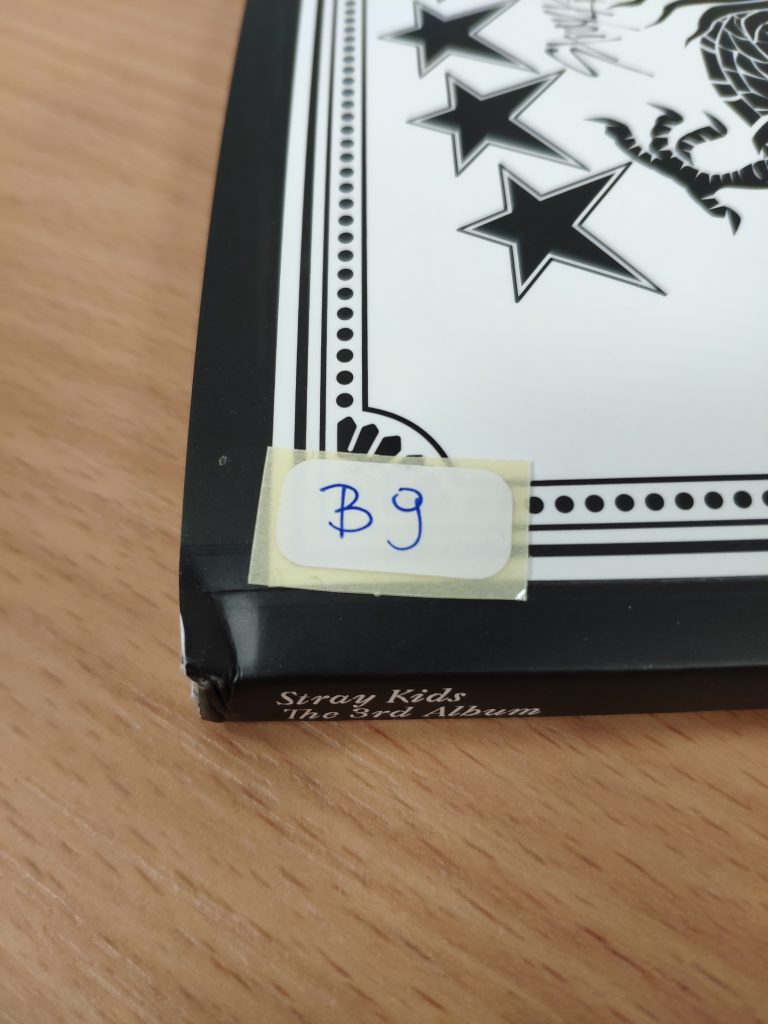 B9
Stray Kids
The 3rd Album